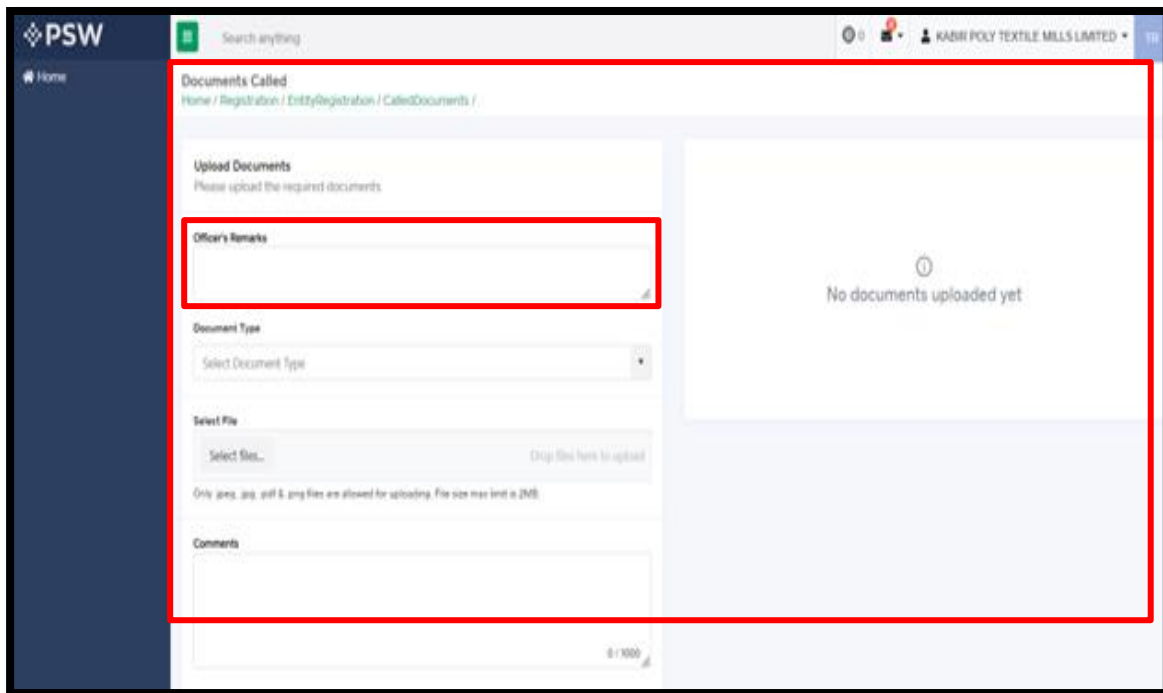 PSW
Search anything
0
KABIR POLY TEXTILE MILLS LIMITED
TR
Home
Documents Called
Home / Registration / EntityRegistration / CalledDocuments /
Upload Documents
Please upload the required documents.
Officer's Remarks
No documents uploaded yet
Document Type
Select Document Type
Select File
Select files...
Drop files here to upload
Only .jpeg, .jpg, .pdf & .png files are allowed for uploading. File size max limit is 2MB.
Comments
0 / 1000